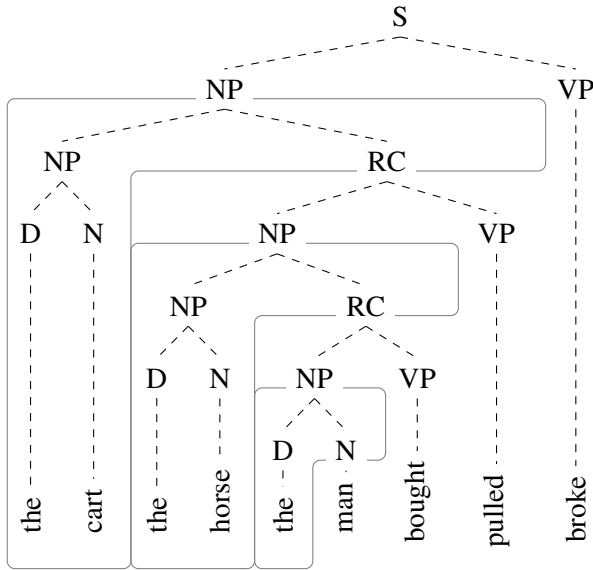 S
NP VP
NP RC
D N NP VP
NP RC
D N NP VP
D N
the cart the horse the man bought pulled broke